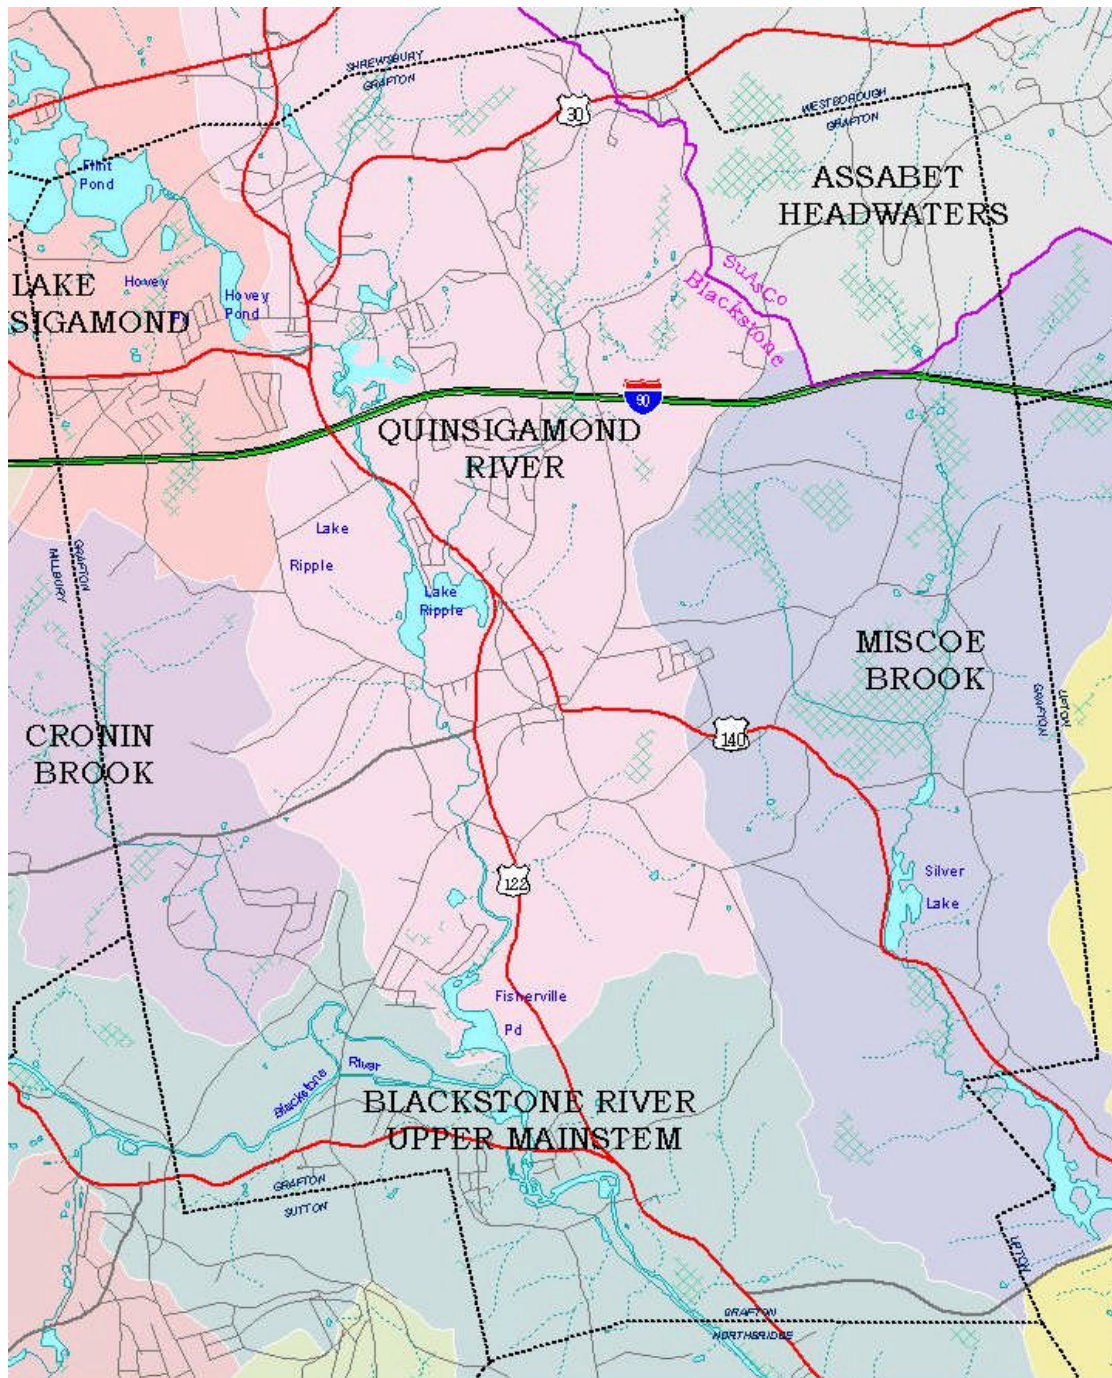 SHREWSBURY
GRAFTON
30
WESTBOROUGH
GRAFTON
Flint
Pond
ASSABET
HEADWATERS
LAKE
SIGAMOND
Hovey
Hovey
Pond
SuAsCo
Blackstone
90
QUINSIGAMOND
RIVER
Lake
Ripple
Lake
Ripple
GRAFTON
MILLBURY
MISCOE
BROOK
UPTON
GRAFTON
CRONIN
BROOK
140
122
Silver
Lake
Fisherville
Pd
Blackstone
River
BLACKSTONE RIVER
UPPER MAINSTEM
GRAFTON
SUTTON
UPTON
GRAFTON
NORTHBRIDGE